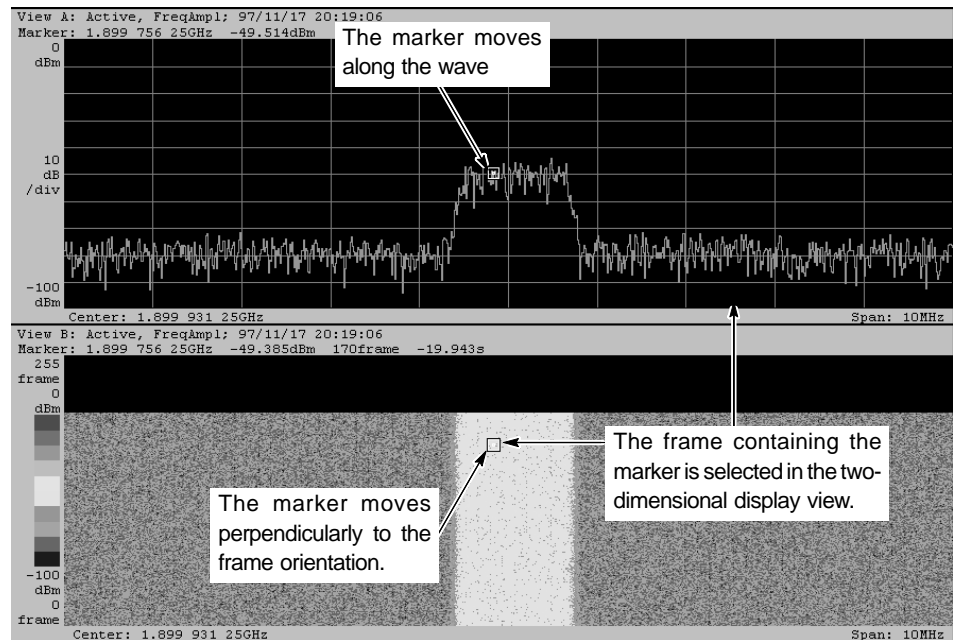 View A: Active, FreqAmpl; 97/11/17 20:19:06
Marker: 1.899 756 25GHz -49.514dBm
0
dBm
The marker moves
along the wave
10
dB
/div
-100
dBm
Center: 1.899 931 25GHz Span: 10MHz
View B: Active, FreqAmpl; 97/11/17 20:19:06
Marker: 1.899 756 25GHz -49.385dBm 170frame -19.943s
255
frame
0
dBm
The frame containing the
marker is selected in the two-
dimensional display view.
The marker moves
perpendicularly to the
frame orientation.
-100
dBm
0
frame
Center: 1.899 931 25GHz Span: 10MHz